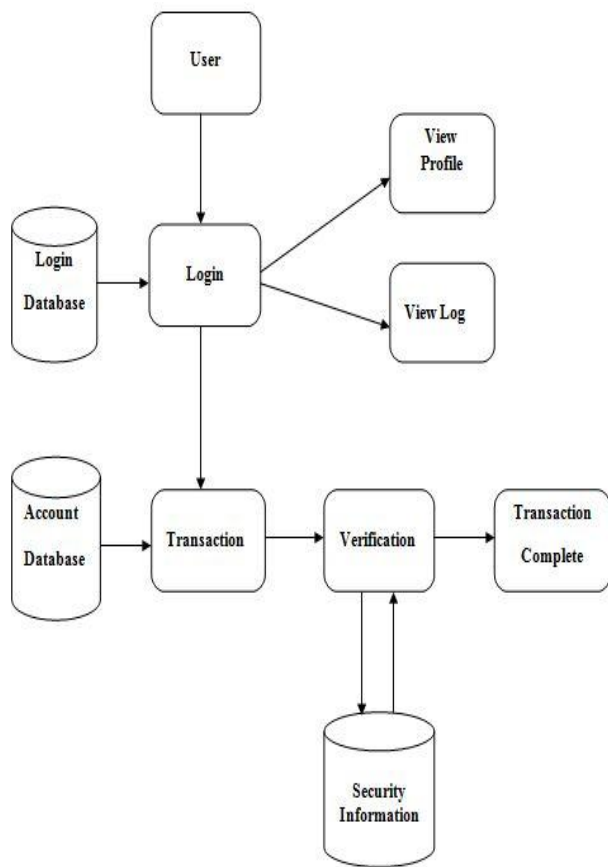 User
View
Profile
Login
Database
Login
View Log
Account
Database
Transaction
Verification
Transaction
Complete
Security
Information